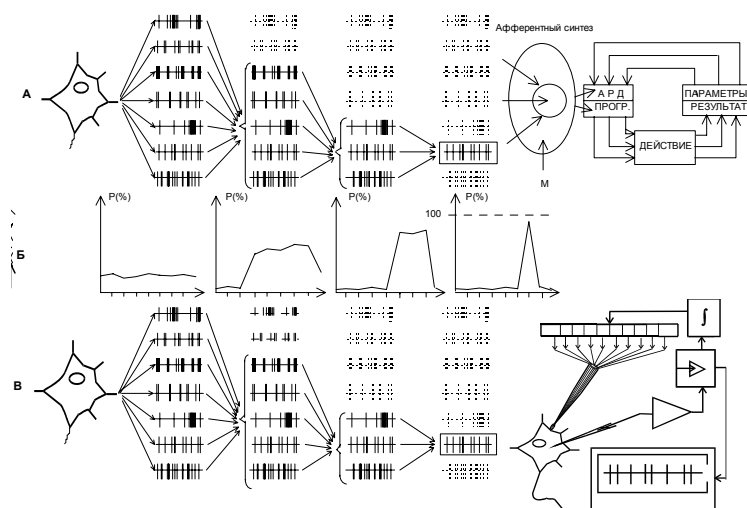 Афферентный синтез
А
А Р Д
ПРОГР.
ПАРАМЕТРЫ
РЕЗУЛЬТАТ
ДЕЙСТВИЕ
М
P(%)
P(%)
P(%)
P(%)
100
Б
В
∫